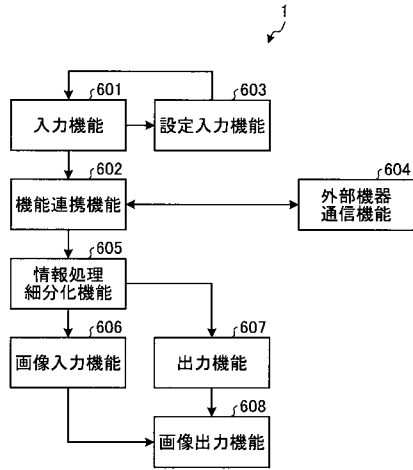 1
601
603
入力機能
設定入力機能
602
604
機能連携機能
外部機器
通信機能
605
情報処理
細分化機能
606
607
画像入力機能
出力機能
608
画像出力機能